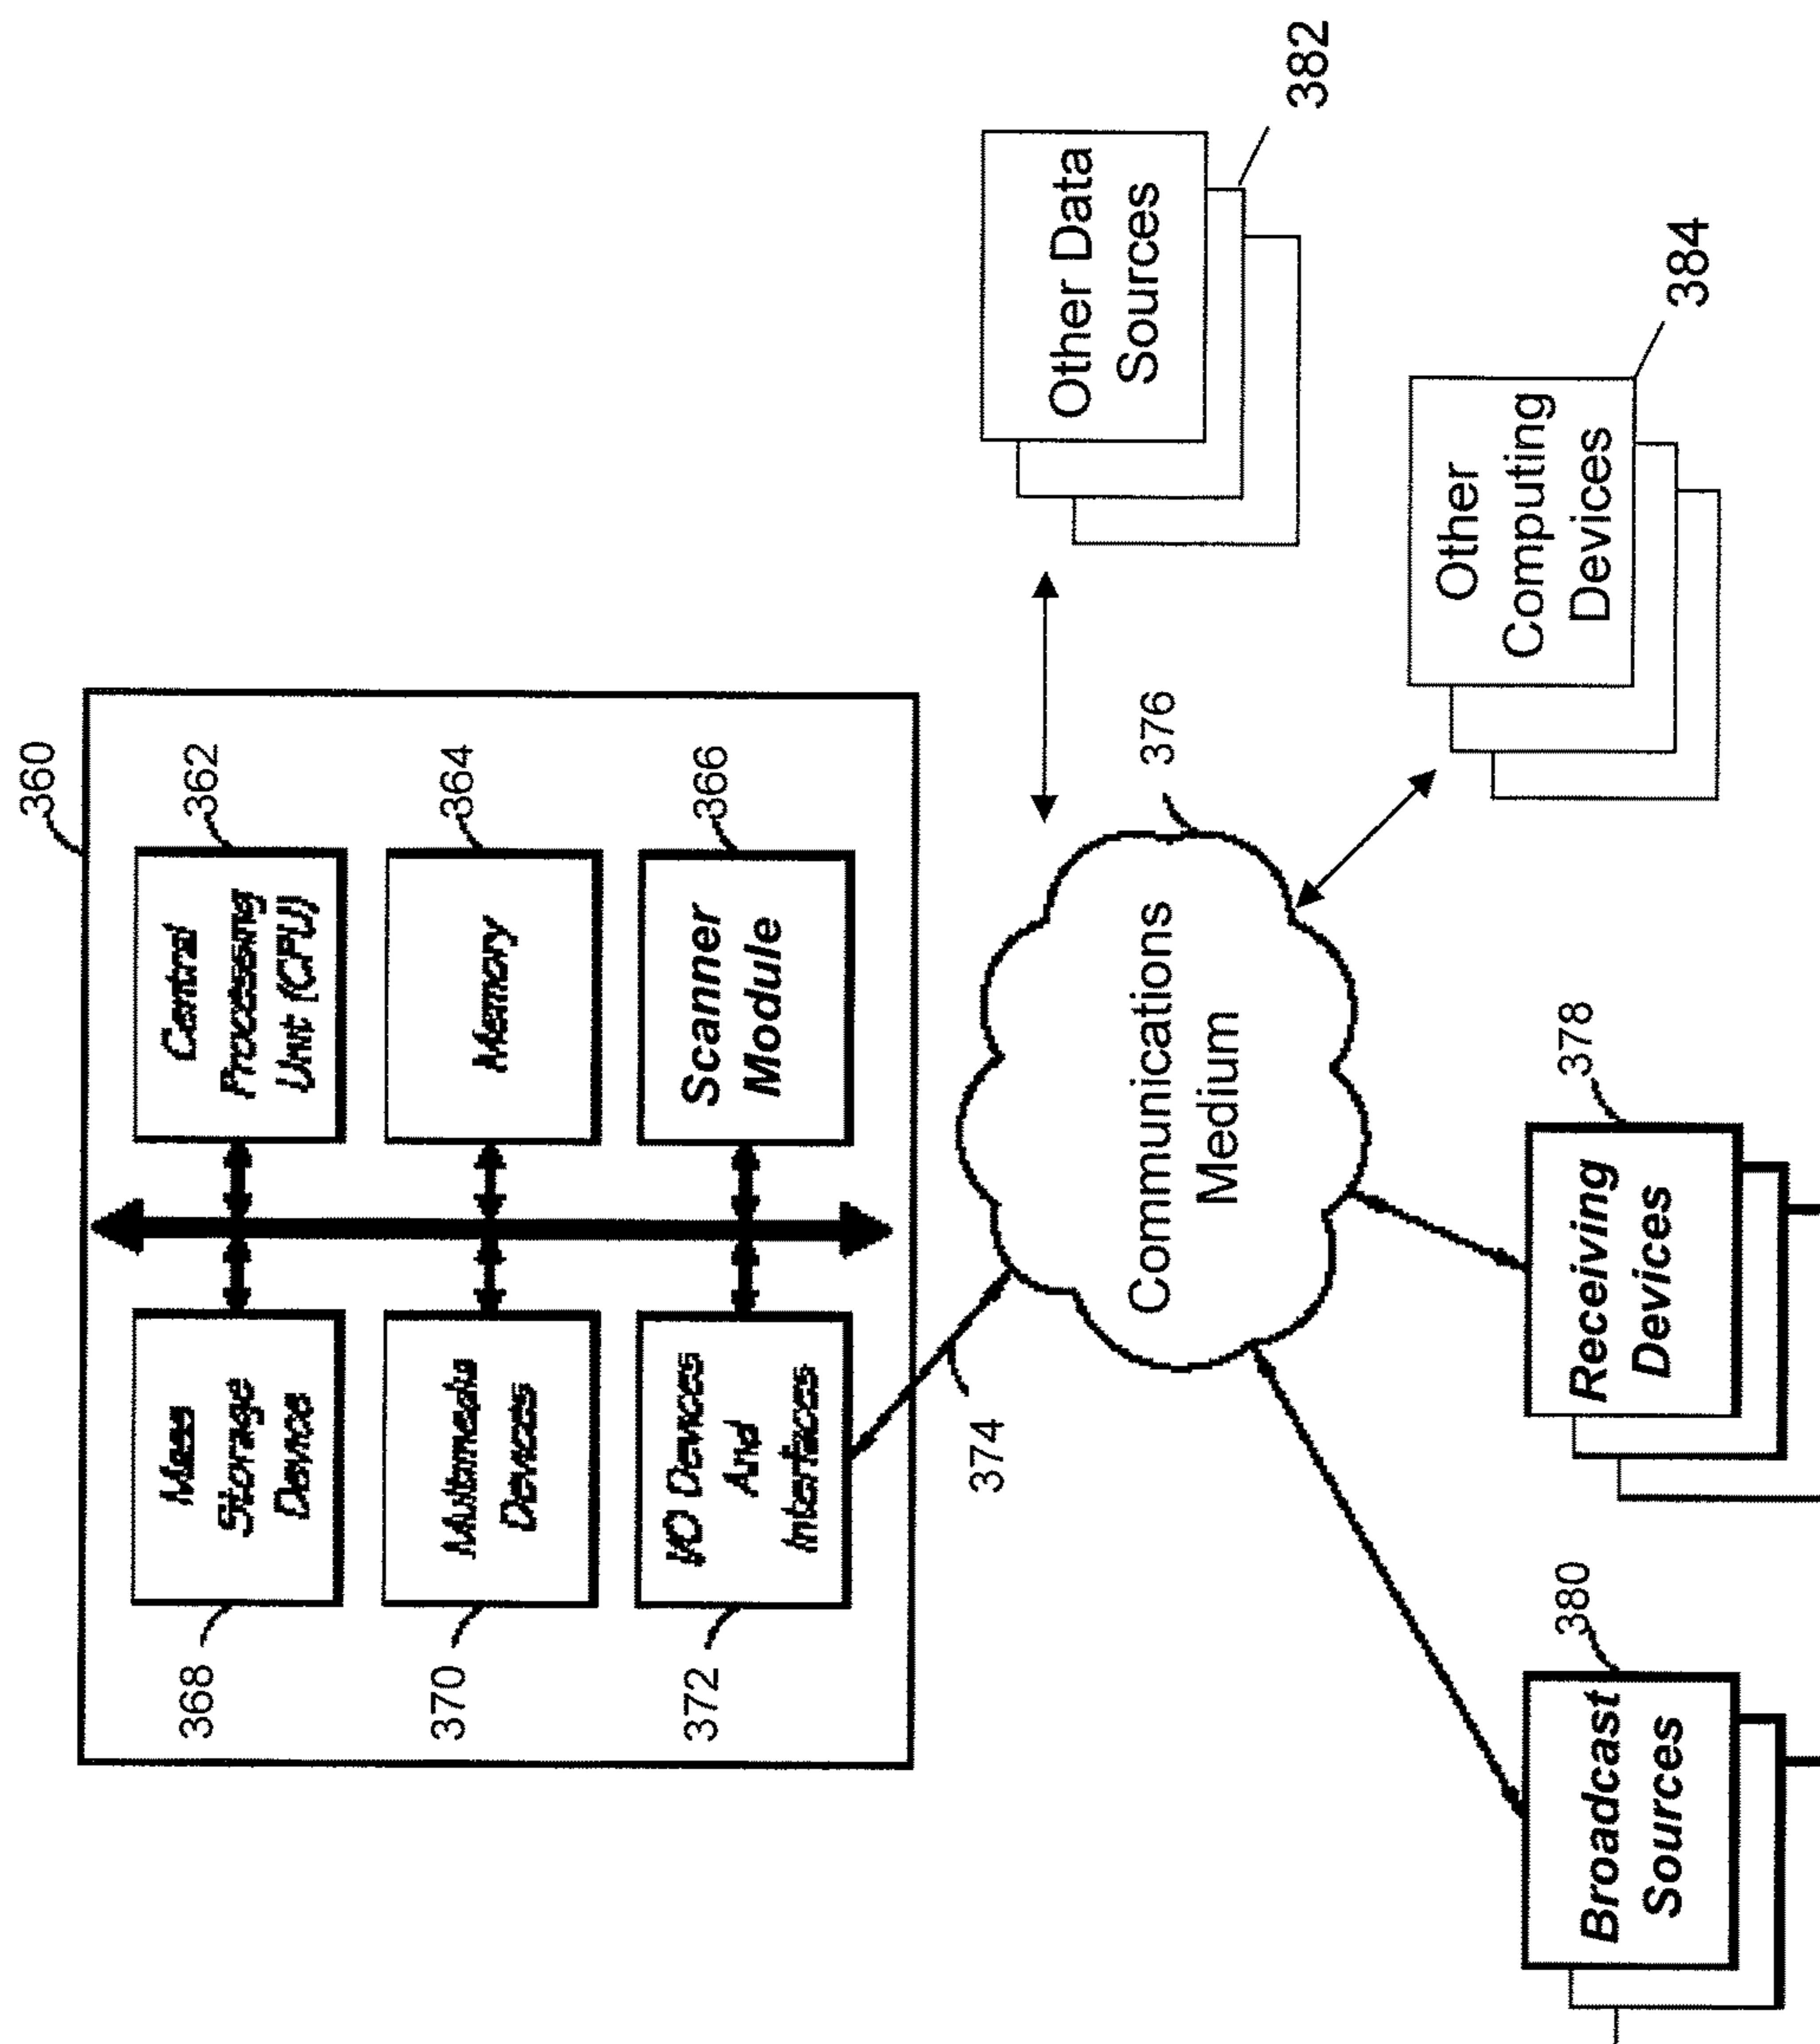 360
368
Mass
Storage
Device
Central
Processing
Unit (CPU)
362
370
Multimedia
Devices
Memory
364
372
I/O Devices
And
Interfaces
Scanner
Module
366
374
Communications
Medium
376
Other Data
Sources
382
Other
Computing
Devices
384
380
Broadcast
Sources
378
Receiving
Devices